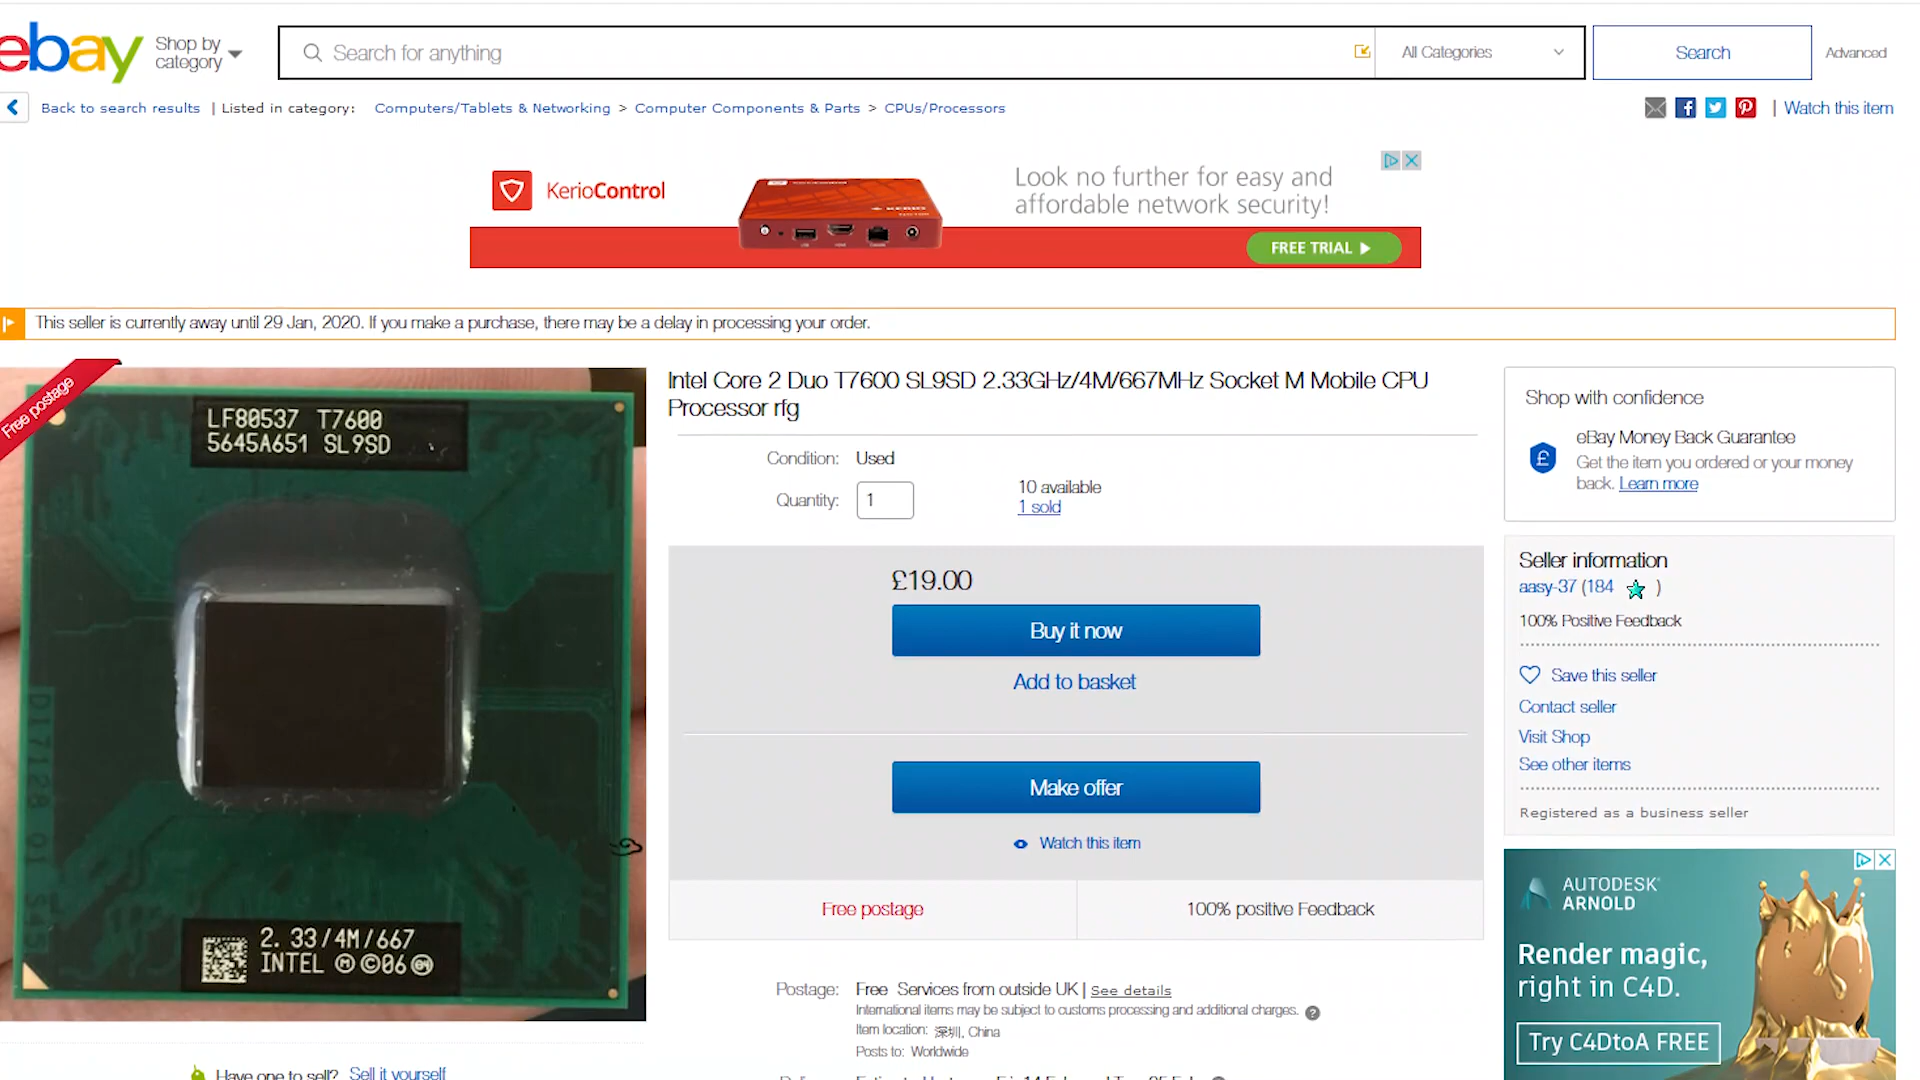 ebay
Shop by
category
Search for anything
All Categories
Search
Advanced
Back to search results | Listed in category: Computers/Tablets & Networking > Computer Components & Parts > CPUs/Processors
| Watch this item
KerioControl
Look no further for easy and
affordable network security!
FREE TRIAL
This seller is currently away until 29 Jan, 2020. If you make a purchase, there may be a delay in processing your order.
Free postage
LF80537 T7600
5645A651 SL9SD
2.33/4M/667
INTEL Ⓜ ©06 e4
Intel Core 2 Duo T7600 SL9SD 2.33GHz/4M/667MHz Socket M Mobile CPU
Processor rfg
Condition: Used
Quantity: 1
10 available
1 sold
£19.00
Buy it now
Add to basket
Make offer
Watch this item
Free postage
100% positive Feedback
Postage: Free Services from outside UK | See details
International items may be subject to customs processing and additional charges.
Item location: 深圳, China
Posts to: Worldwide
Have one to sell? Sell it yourself
Shop with confidence
eBay Money Back Guarantee
Get the item you ordered or your money
back. Learn more
Seller information
aasy-37 (184 )
100% Positive Feedback
Save this seller
Contact seller
Visit Shop
See other items
Registered as a business seller
AUTODESK
ARNOLD
Render magic,
right in C4D.
Try C4DtoA FREE